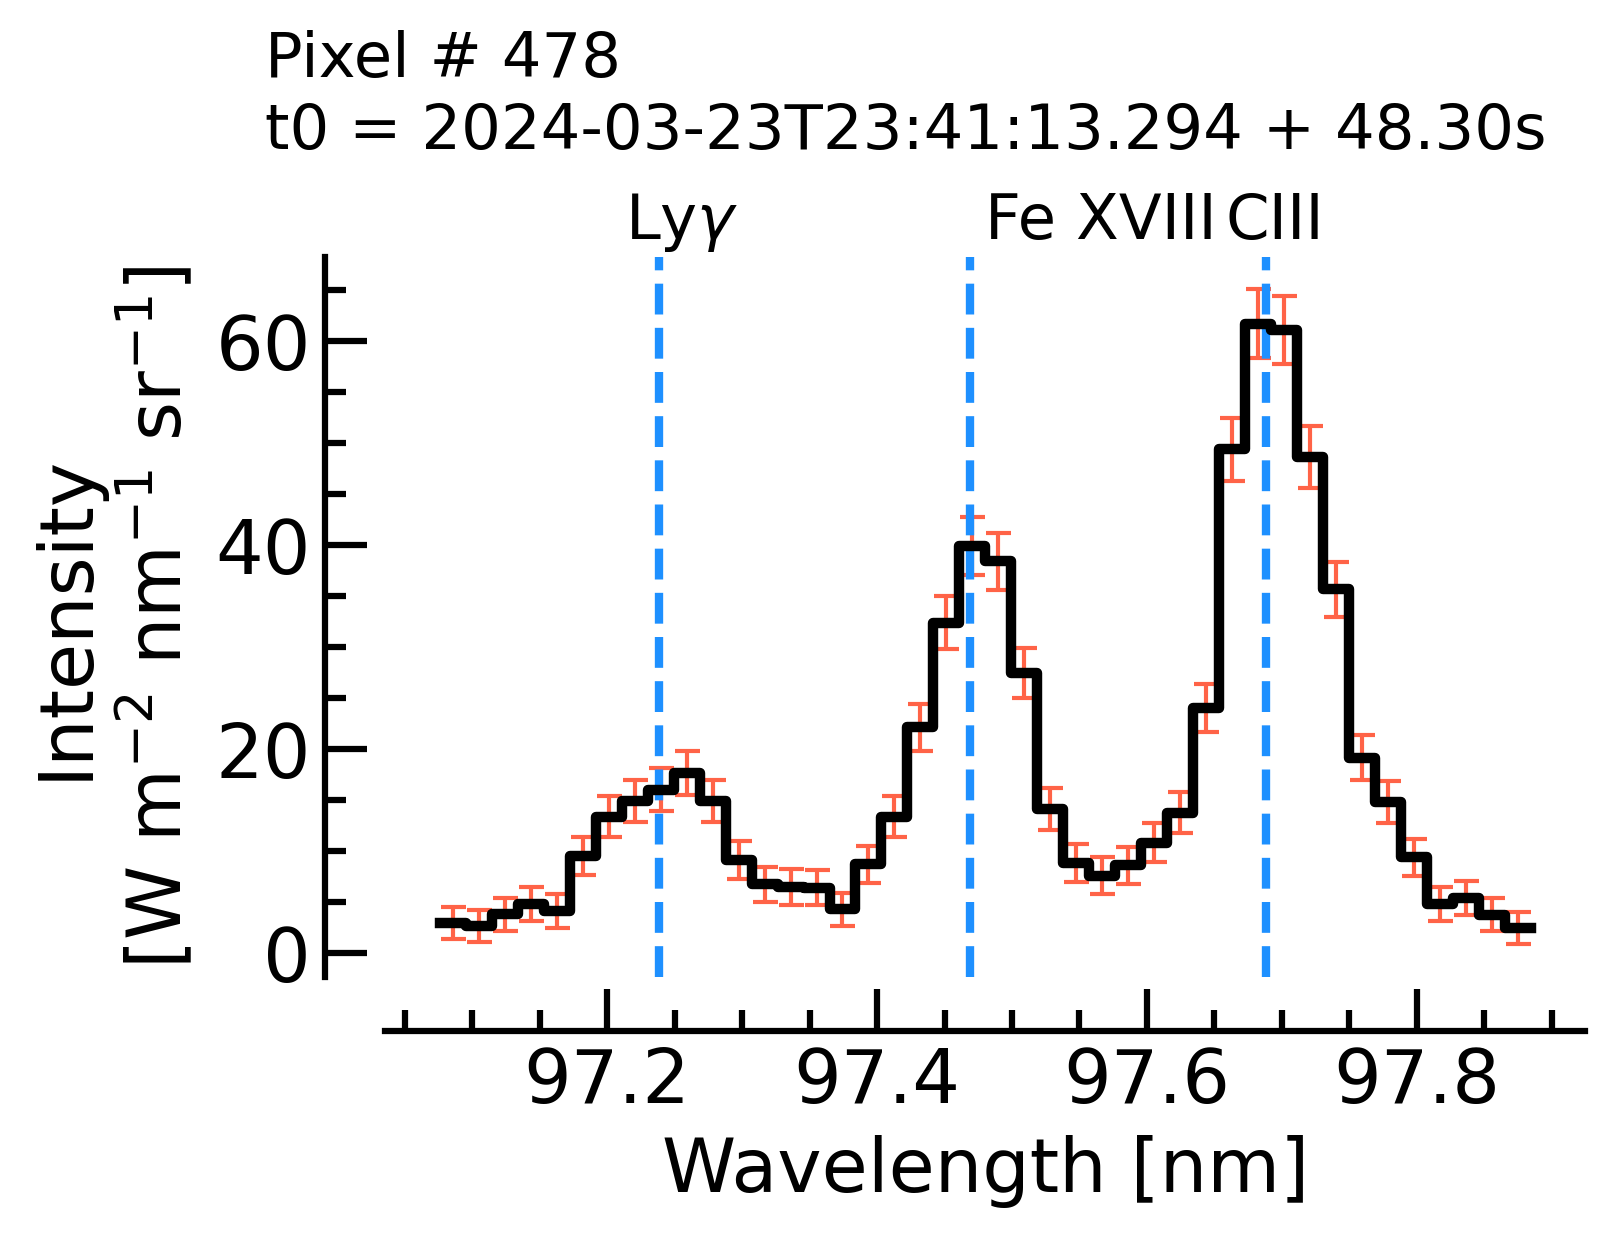 Pixel # 478
t0 = 2024-03-23T23:41:13.294 + 48.30s
Lyγ Fe XVIII CIII
Intensity
[W m⁻² nm⁻¹ sr⁻¹]
60
40
20
0
97.2 97.4 97.6 97.8
Wavelength [nm]